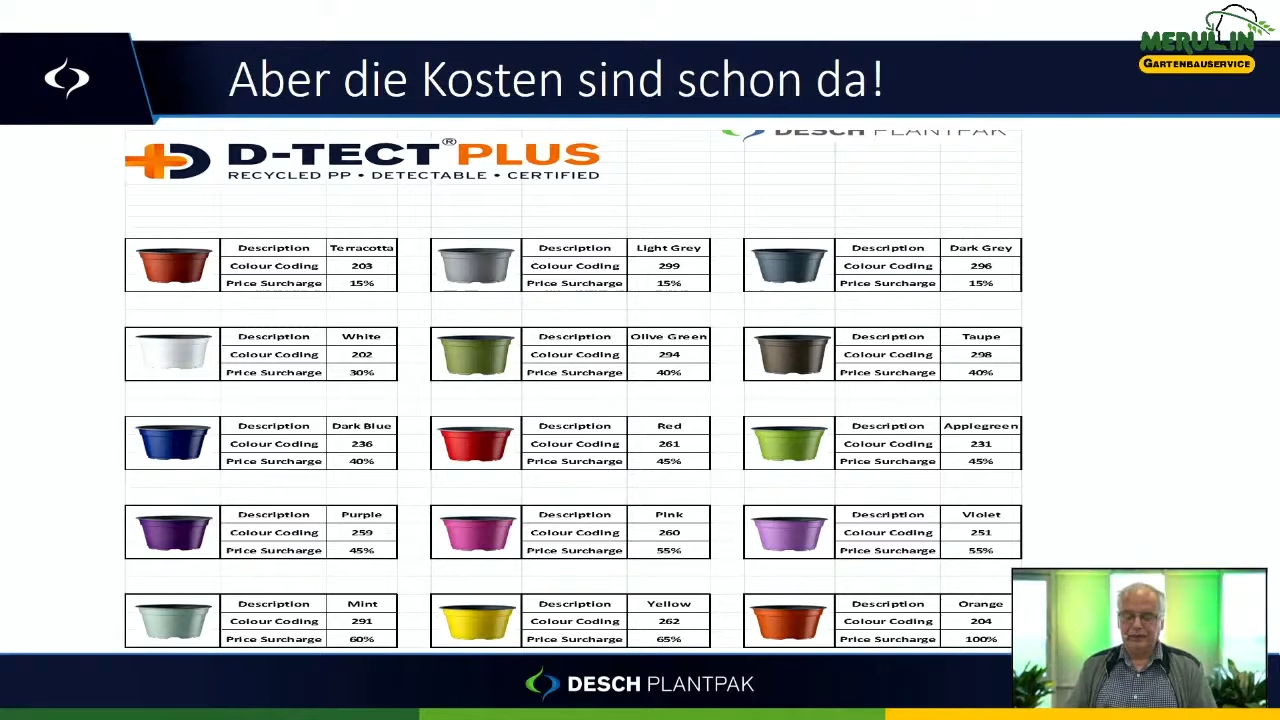 MERULIN
GARTENBAUSERVICE
Aber die Kosten sind schon da!
DESCH PLANTPAK
D-TECT® PLUS
RECYCLED PP • DETECTABLE • CERTIFIED
Description Terracotta Description Light Grey Description Dark Grey
Colour Coding 203 Colour Coding 299 Colour Coding 296
Price Surcharge 15% Price Surcharge 15% Price Surcharge 15%
Description White Description Olive Green Description Taupe
Colour Coding 202 Colour Coding 294 Colour Coding 298
Price Surcharge 30% Price Surcharge 40% Price Surcharge 40%
Description Dark Blue Description Red Description Applegreen
Colour Coding 236 Colour Coding 261 Colour Coding 231
Price Surcharge 40% Price Surcharge 45% Price Surcharge 45%
Description Purple Description Pink Description Violet
Colour Coding 259 Colour Coding 260 Colour Coding 251
Price Surcharge 45% Price Surcharge 55% Price Surcharge 55%
Description Mint Description Yellow Description Orange
Colour Coding 291 Colour Coding 262 Colour Coding 204
Price Surcharge 60% Price Surcharge 65% Price Surcharge 100%
DESCH PLANTPAK